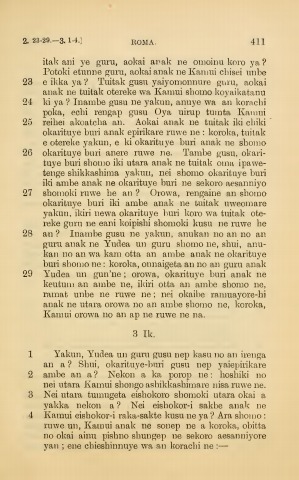 2. 23-29.—3. 1-4.] ROMA. 411
itak ani ye guru, aokai anak ne omoinu koro ya?
Potoki etunne guru, aokai anak ne Kamui chisei unbe
23 e ikka ya? Tuitak gusu yaiyomonnure guru, aokai
anak ne tuitak otereke wa Kamui shomo koyaikatanu
24 ki ya? Inambe gusu ne yakun, anuye wa an korachi
poka, echi rengap gusu Oya utrup tumta Kamui
25 reihei akoatcha an. Aokai anak ne tuitak iki chiki
okarituye buri anak epirikare ruwe ne: koroka, tuitak
e otereke yakun, e ki okarituye buri anak ne shomo
26 okarituye buri anere ruwe ne. Tambe gusu, okari-
tuye buri shomo iki utara anak ne tuitak oma ipawe-
tenge shikkashima yakun, nei shomo okarituye buri
iki ambe anak ne okarituye buri ne sekoro aesanniyo
27 shomoki ruwe he an? Orowa, rengaine an shomo
okarituye buri iki ambe anak ne tuitak uweomare
yakun, ikiri newa okarituye buri koro wa tuitak ote-
reke guru ne eani koipishi shomoki kusu ne ruwe he
28 an? Inambe gusu ne yakun, anukan no an no an
guru anak ne Yudea un guru shomo ne, shui, anu-
kan no an wa kam otta an ambe anak ne okarituye
buri shomo ne: koroka, onnaigeta an no an guru anak
29 Yudea un gun'ne; orowa, okarituye buri anak ne
keutum an ambe ne, ikiri otta an ambe shomo ne,
ramat unbe ne ruwe ne; nei okaibe ramuayore-hi
anak ne utara orowa no an ambe shomo ne, koroka,
Kamui orowa no an ap ne ruwe ne na.
3 Ik.
1 Yakun, Yudea un guru gusu nep kasu no an irenga
an a? Shui, okarituye-buri gusu nep yaiepirikare
2 ambe an a? Nekon a ka porop ne: hoshiki no
nei utara Kamui shongo ashikkashimare nisa ruwe ne.
3 Nei utara tumugeta eishokoro shomoki utara okai a
yakka nekon a? Nei eishokor-i sakbe anak ne
4 Kamui eishokor-i raka-sakte kusu ne ya? Ara shomo:
ruwe un, Kamui anak ne sonep ne a koroka, obitta
no okai ainu pishno shungep ne sekoro aesanniyore
yan; ene chieshinnuye wa an korachi ne:—